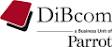 DiBcom
a Business Unit of
Parrot